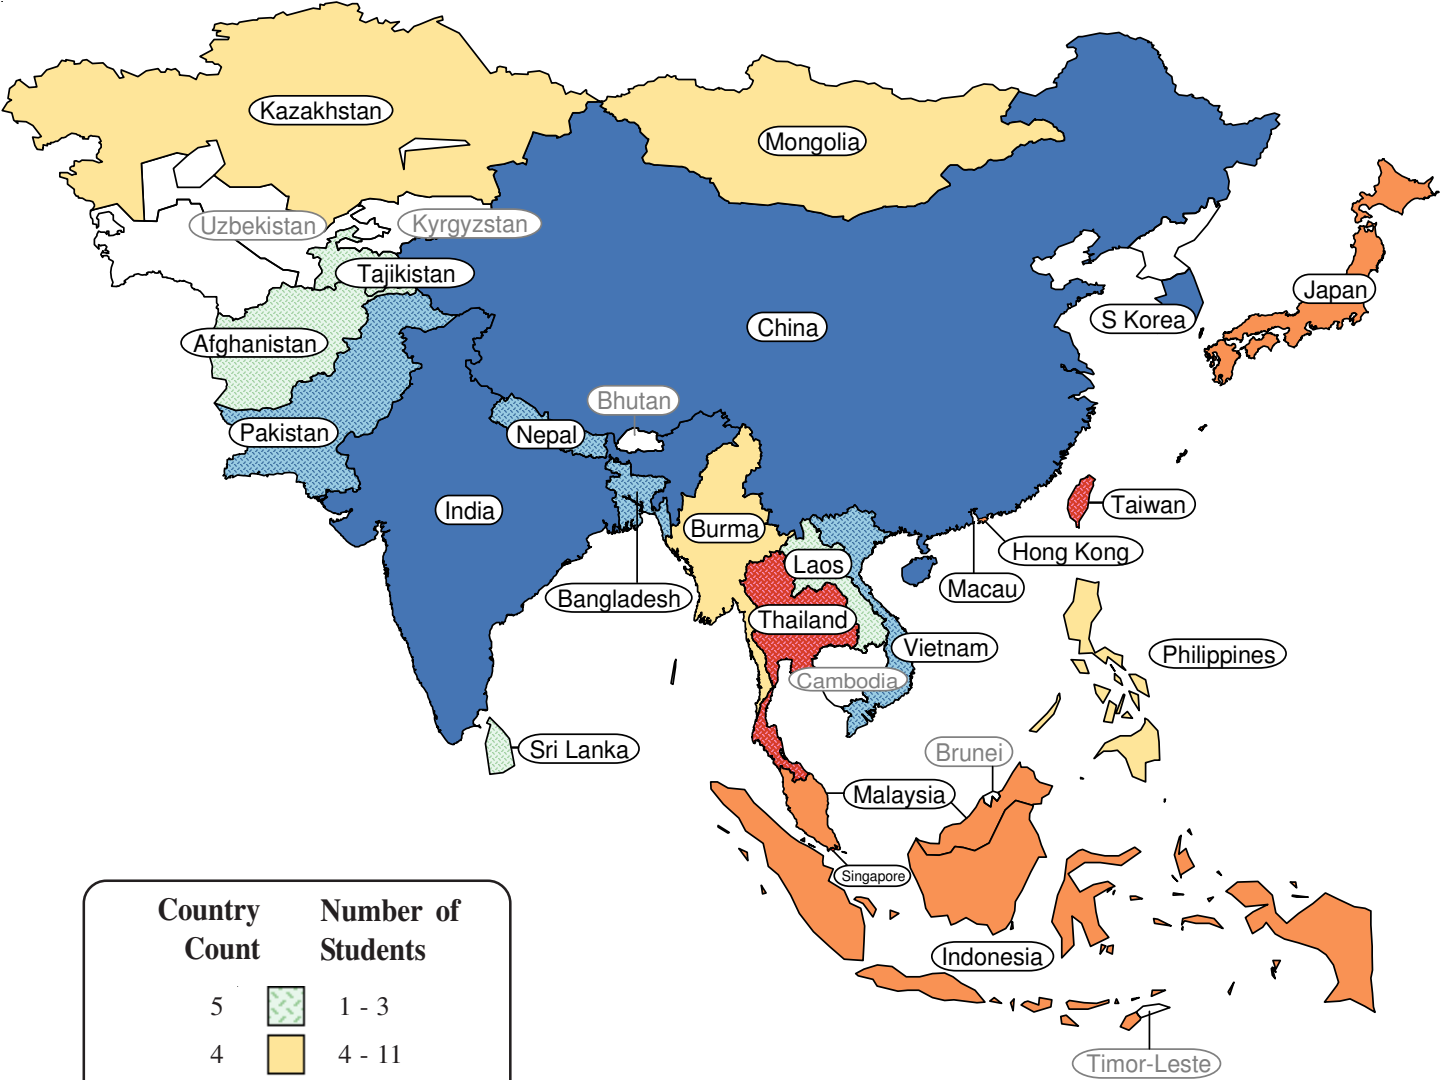 Kazakhstan
Mongolia
Uzbekistan
Kyrgyzstan
Tajikistan
Japan
China
S Korea
Afghanistan
Bhutan
Pakistan
Nepal
India
Taiwan
Burma
Hong Kong
Laos
Macau
Bangladesh
Thailand
Vietnam
Philippines
Cambodia
Sri Lanka
Brunei
Malaysia
Singapore
Indonesia
Timor-Leste
Country Number of
Count Students
5 1 - 3
4 4 - 11